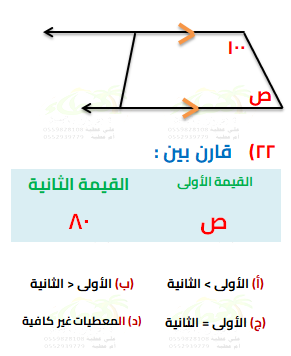 ١٠٠
ص
٢٢) قارن بين :
القيمة الأولى القيمة الثانية
ص ٨٠
(أ) الأولى > الثانية (ب) الأولى < الثانية
(ج) الأولى = الثانية (د) المعطيات غير كافية